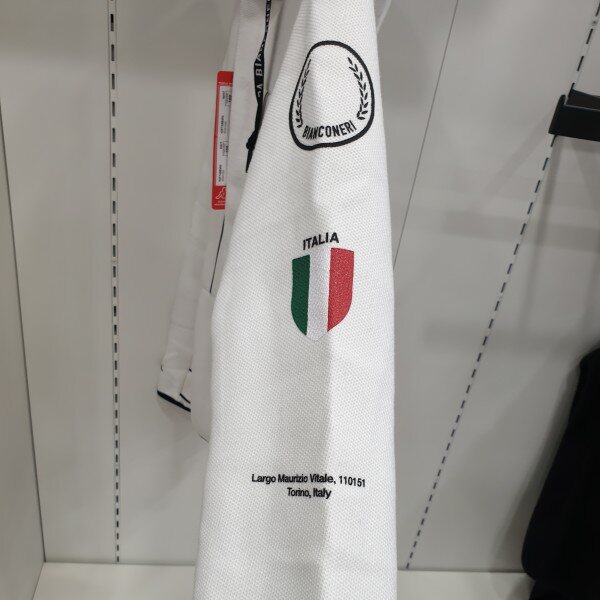 BIANCONERI
ITALIA
Largo Maurizio Vitale, 110151
Torino, Italy